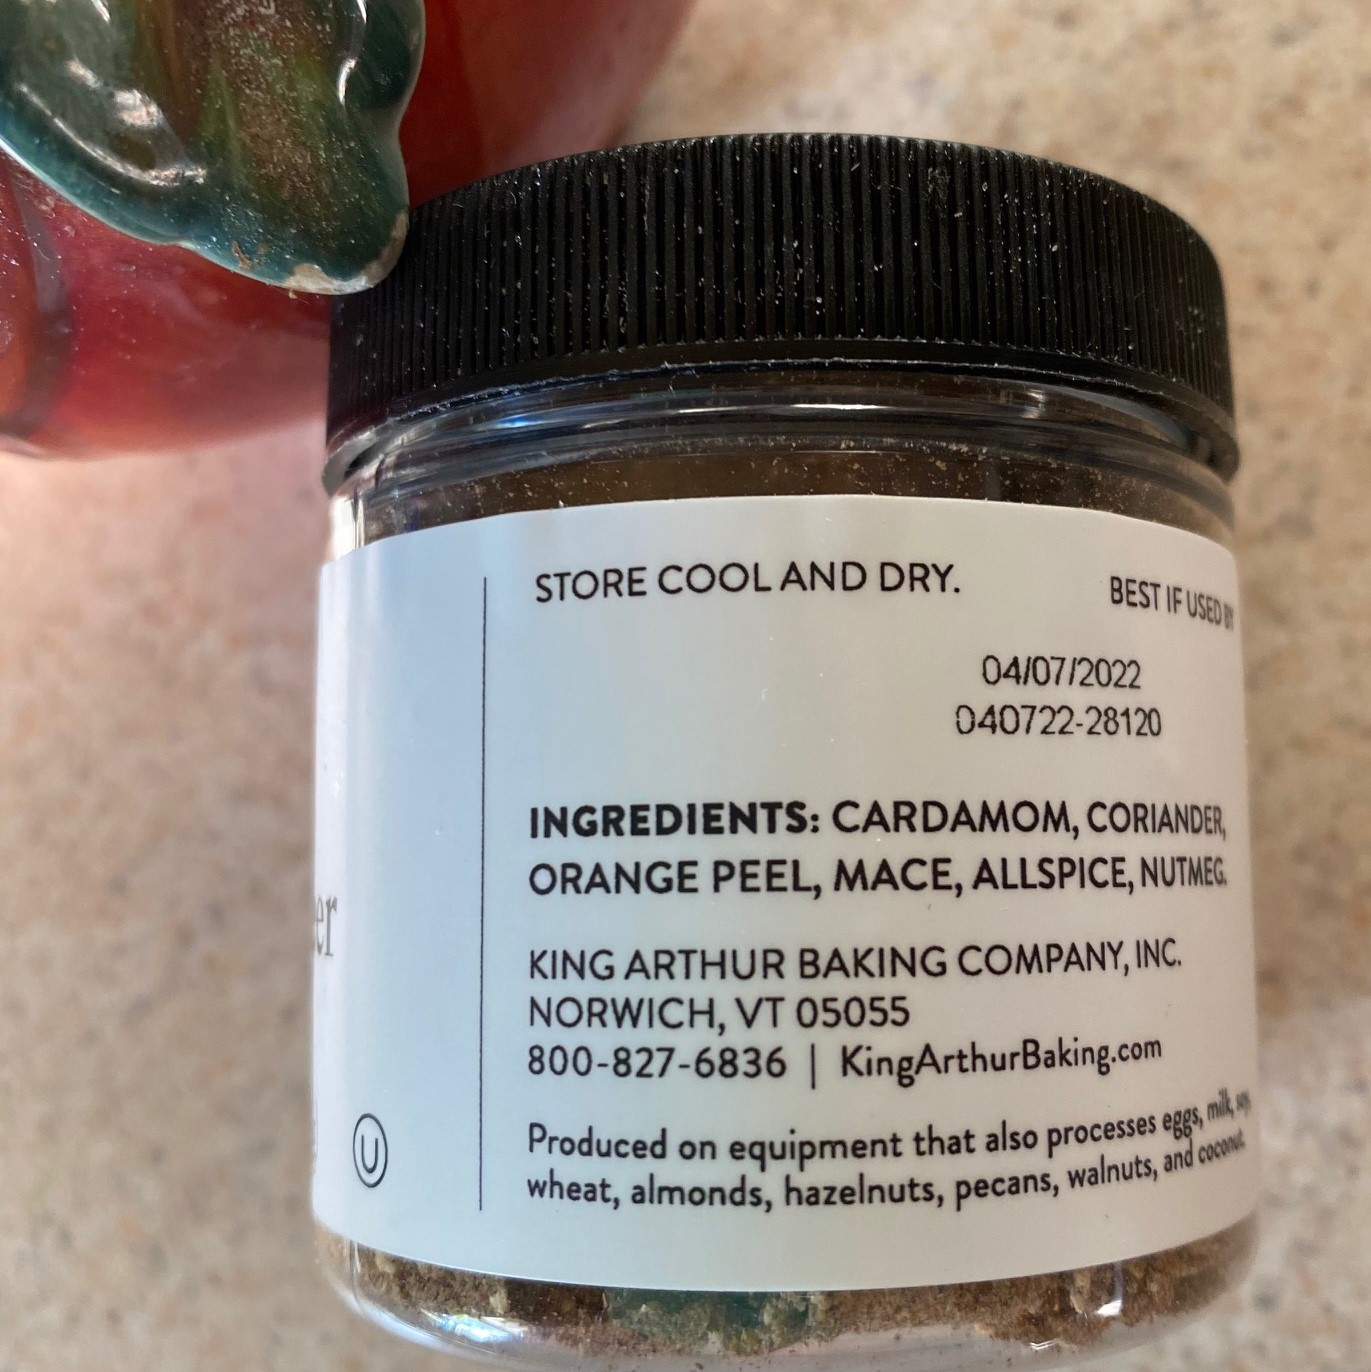 STORE COOL AND DRY.
BEST IF USED BY
04/07/2022
040722-28120
INGREDIENTS: CARDAMOM, CORIANDER,
ORANGE PEEL, MACE, ALLSPICE, NUTMEG.
KING ARTHUR BAKING COMPANY, INC.
NORWICH, VT 05055
800-827-6836 | KingArthurBaking.com
Produced on equipment that also processes eggs, milk, soy,
wheat, almonds, hazelnuts, pecans, walnuts, and coconut.
er
U